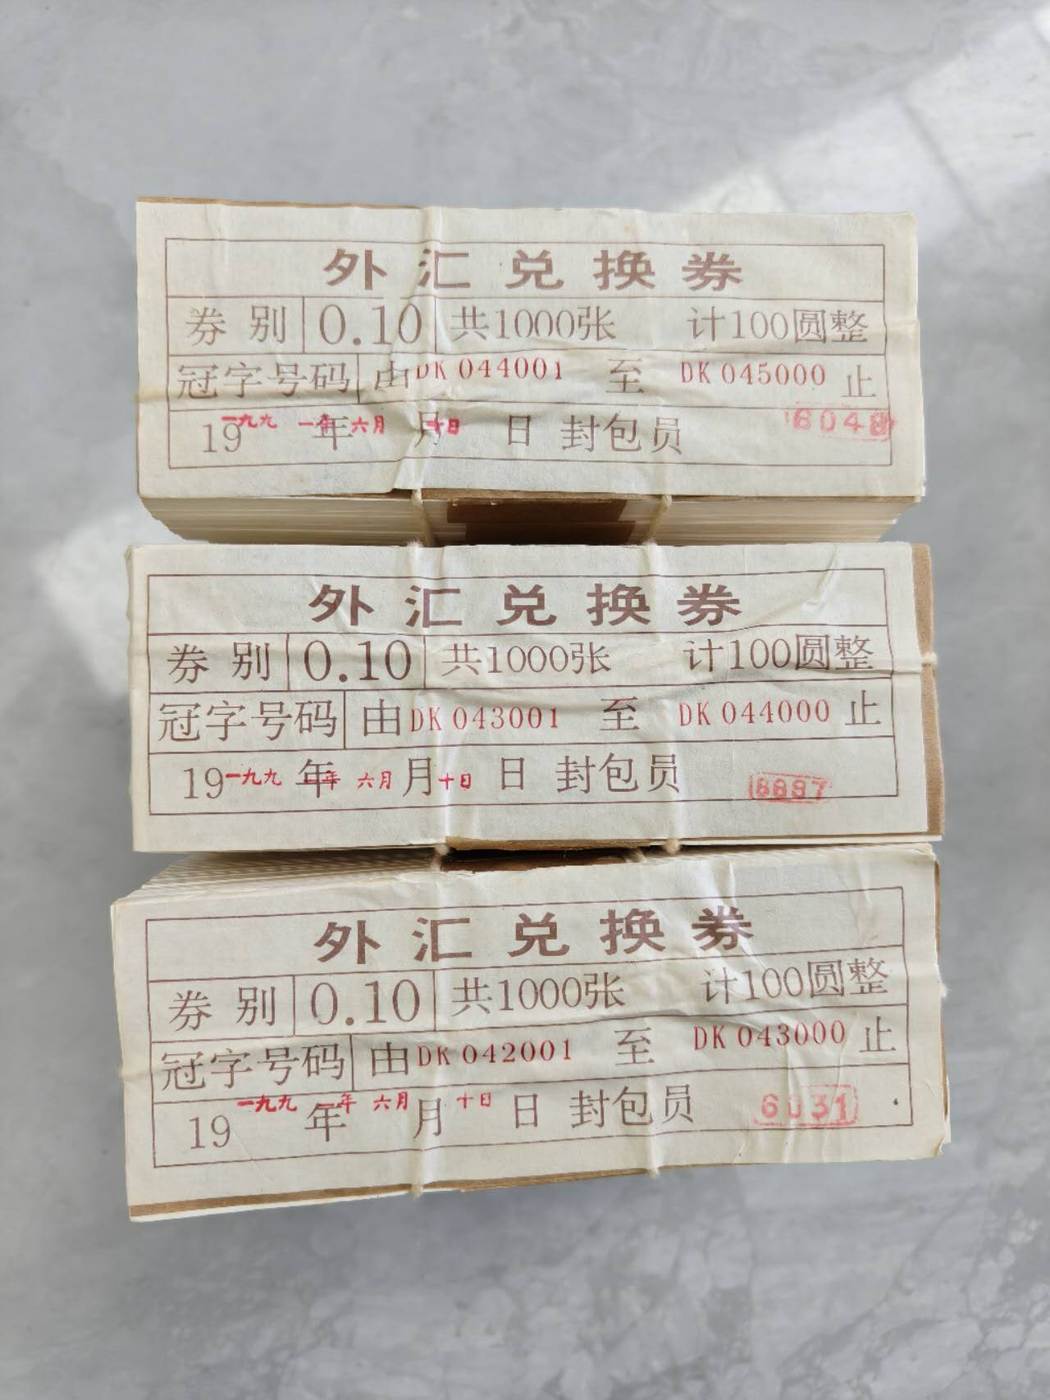 外汇兑换券
券别 0.10 共1000张 计100圆整
冠字号码 由DK 044001 至 DK 045000 止
19 年 月 日 封包员 6048
一九九一年六月十日
外汇兑换券
券别 0.10 共1000张 计100圆整
冠字号码 由DK 043001 至 DK 044000 止
19 年 月 日 封包员
一九九一年六月十日
外汇兑换券
券别 0.10 共1000张 计100圆整
冠字号码 由DK 042001 至 DK 043000 止
19 年 月 日 封包员 6031
一九九一年六月十日